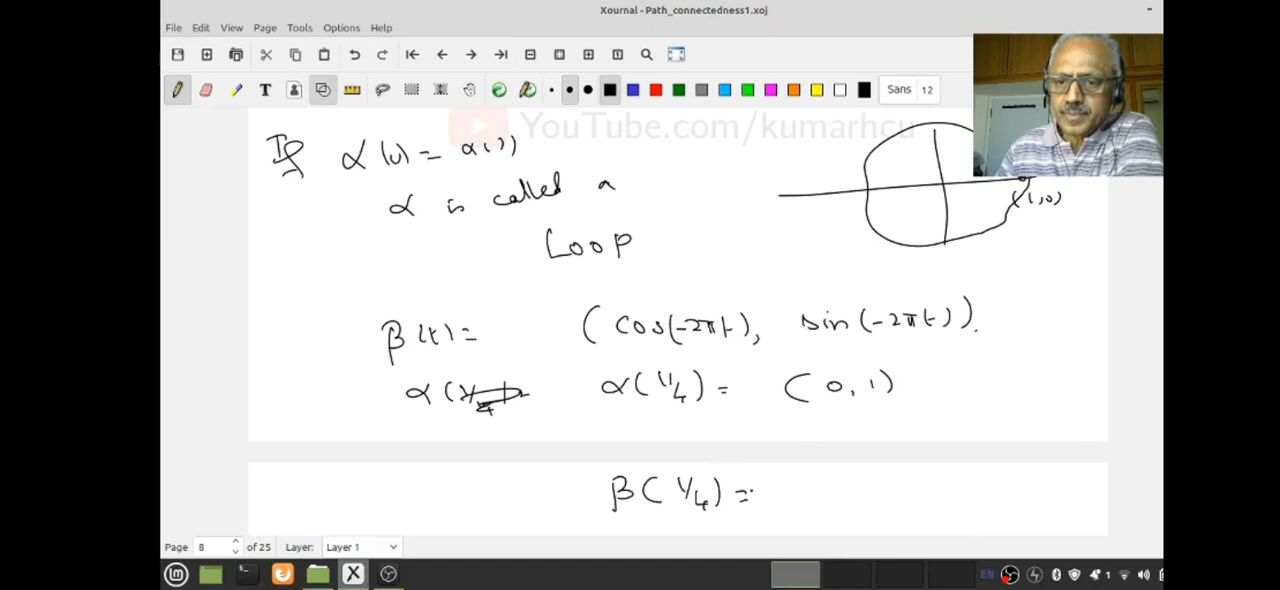 Xournal - Path_connectedness1.xoj
File Edit View Page Tools Options Help
Sans 12
YouTube.com/kumarhcu
If α(0) = α(1)
α is called a
Loop
(1,0)
β(t) = (cos(-2πt), sin(-2πt)).
α( α(1/4) = (0,1)
β(1/4) =
Page 8 of 25 Layer: Layer 1
EN 1